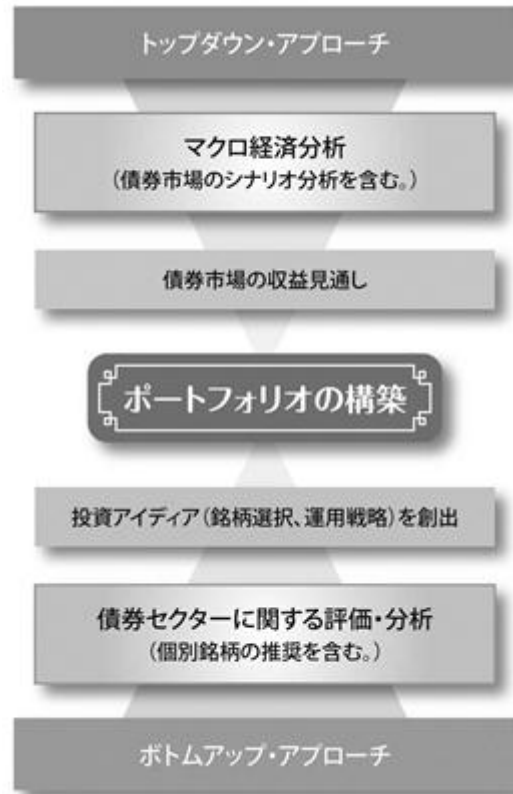 トップダウン・アプローチ
マクロ経済分析
(債券市場のシナリオ分析を含む。)
債券市場の収益見通し
ポートフォリオの構築
投資アイディア(銘柄選択、運用戦略)を創出
債券セクターに関する評価・分析
(個別銘柄の推奨を含む。)
ボトムアップ・アプローチ